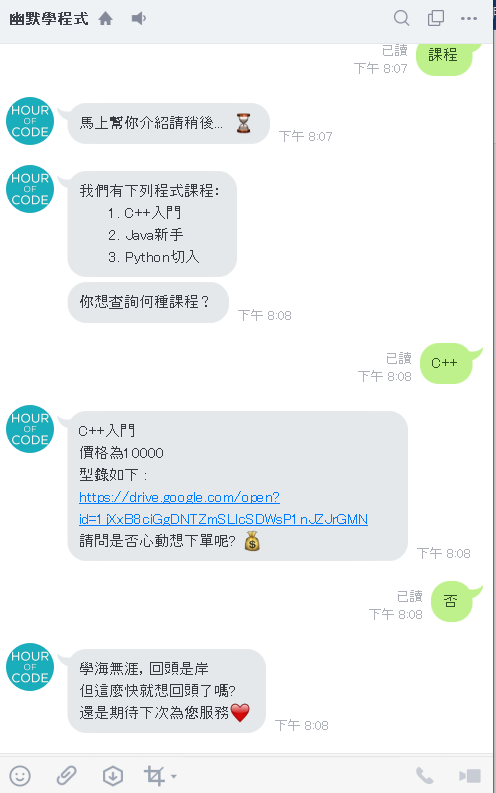 幽默學程式
已讀
下午 8:07
課程
HOUR
OF
CODE
馬上幫你介紹請稍後...
下午 8:07
HOUR
OF
CODE
我們有下列程式課程：
1. C++入門
2. Java新手
3. Python切入
你想查詢何種課程？
下午 8:08
已讀
下午 8:08
C++
HOUR
OF
CODE
C++入門
價格為10000
型錄如下：
https://drive.google.com/open?
id=1jXxB8ciGgDNTZmSLlcSDWsP1nJZJrGMN
請問是否心動想下單呢?
下午 8:08
已讀
下午 8:08
否
HOUR
OF
CODE
學海無涯, 回頭是岸
但這麼快就想回頭了嗎?
還是期待下次為您服務
下午 8:08